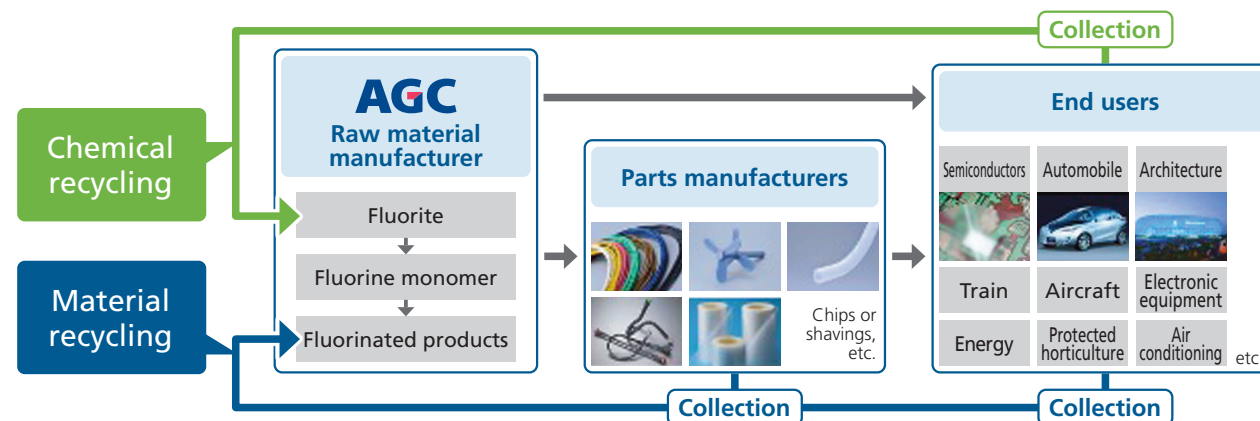 Collection
AGC
Raw material
manufacturer
End users
Chemical
recycling
Parts manufacturers
Semiconductors
Automobile
Architecture
Fluorite
Fluorine monomer
Fluorinated products
Material
recycling
Chips or
shavings,
etc.
Train
Aircraft
Electronic
equipment
Energy
Protected
horticulture
Air
conditioning
etc
Collection
Collection